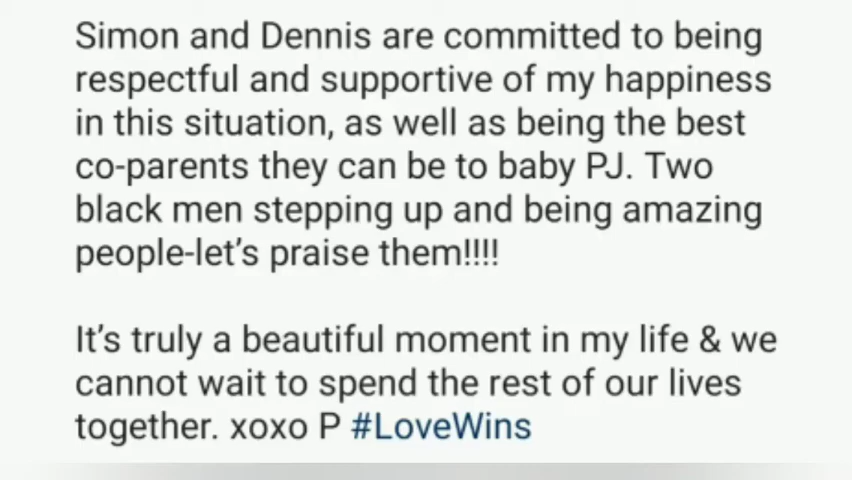 Simon and Dennis are committed to being
respectful and supportive of my happiness
in this situation, as well as being the best
co-parents they can be to baby PJ. Two
black men stepping up and being amazing
people-let's praise them!!!!
It's truly a beautiful moment in my life & we
cannot wait to spend the rest of our lives
together. xoxo P #LoveWins